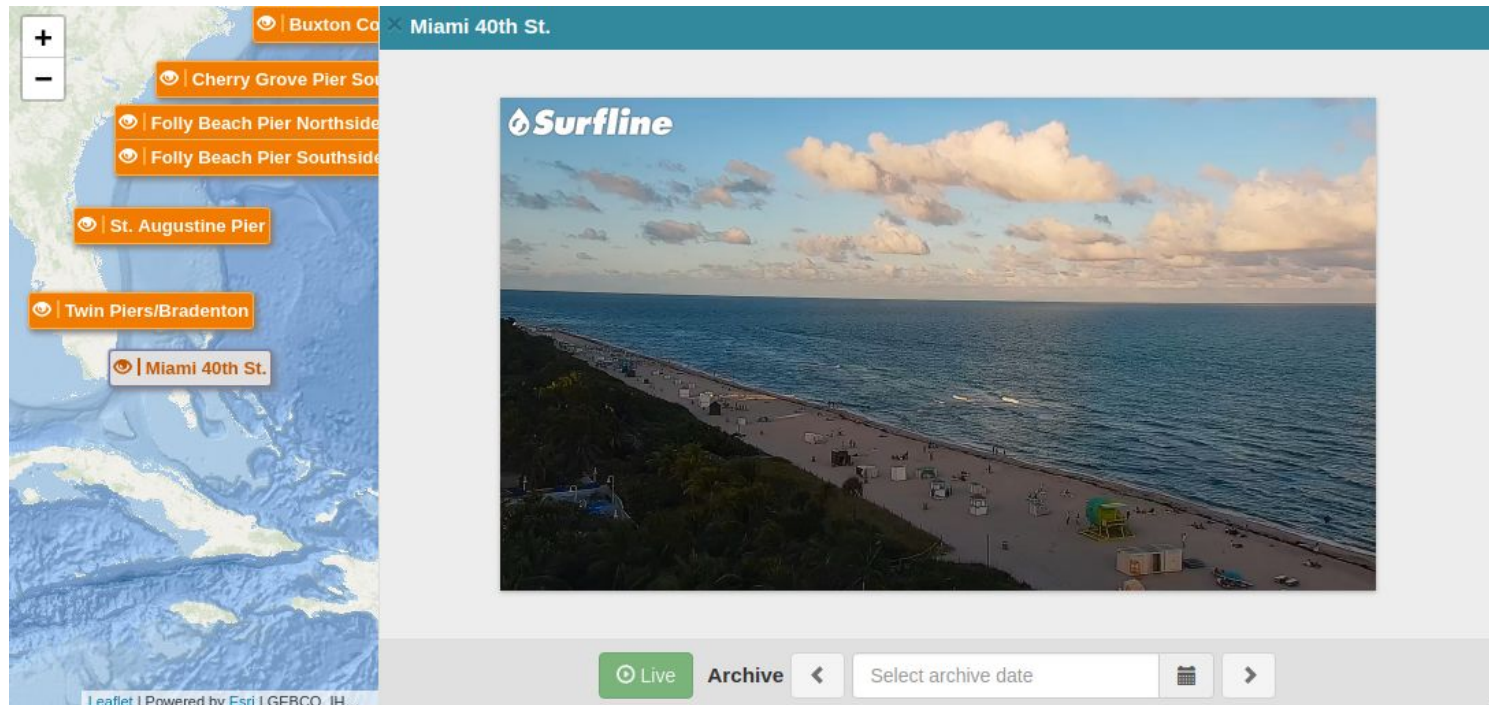 +
−
Buxton Co
Cherry Grove Pier Sou
Folly Beach Pier Northside
Folly Beach Pier Southside
St. Augustine Pier
Twin Piers/Bradenton
Miami 40th St.
Leaflet | Powered by Esri | GEBCO, IH
× Miami 40th St.
Surfline
Live Archive Select archive date